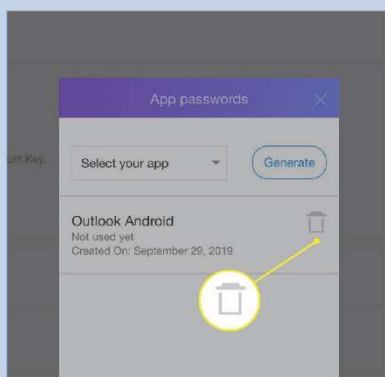 App passwords
unt Key.
Select your app
Generate
Outlook Android
Not used yet
Created On: September 29, 2019